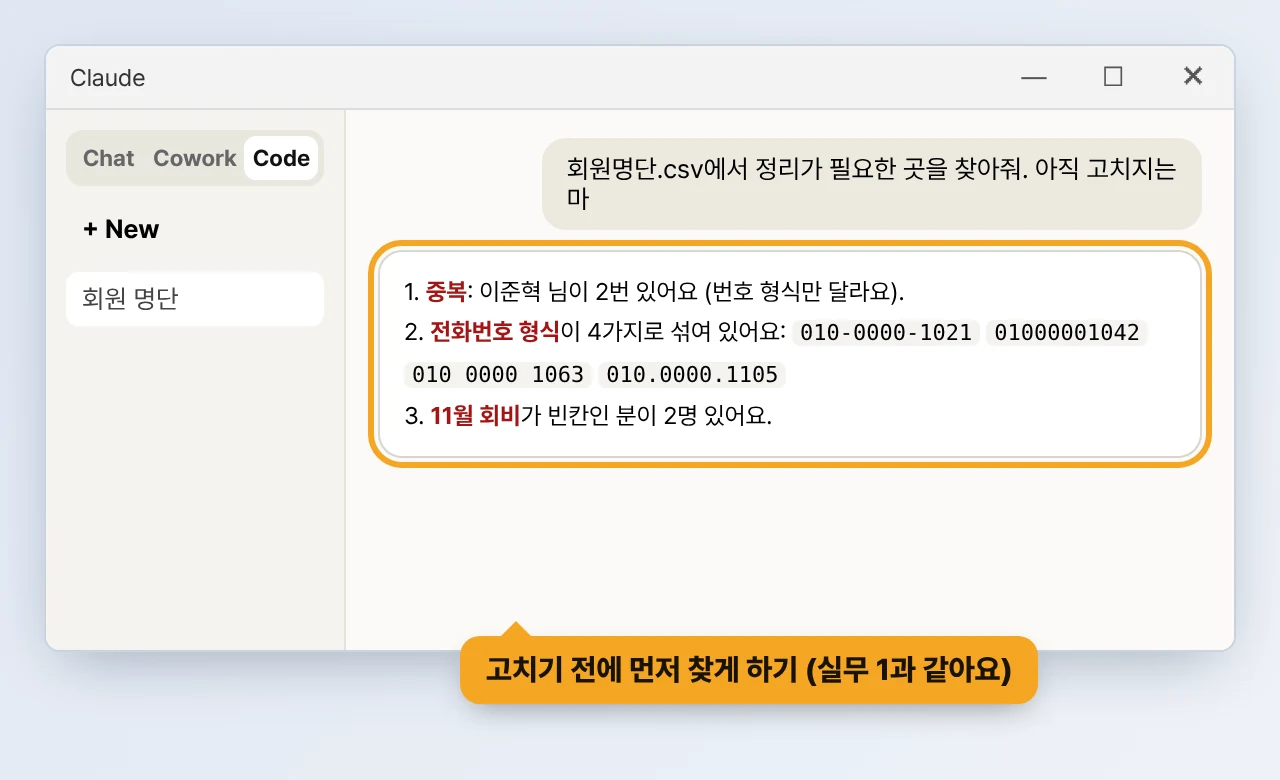 Claude
Chat Cowork Code
+ New
회원 명단
회원명단.csv에서 정리가 필요한 곳을 찾아줘. 아직 고치지는
마
1. 중복: 이준혁 님이 2번 있어요 (번호 형식만 달라요).
2. 전화번호 형식이 4가지로 섞여 있어요: 010-0000-1021 01000001042
010 0000 1063 010.0000.1105
3. 11월 회비가 빈칸인 분이 2명 있어요.
고치기 전에 먼저 찾게 하기 (실무 1과 같아요)